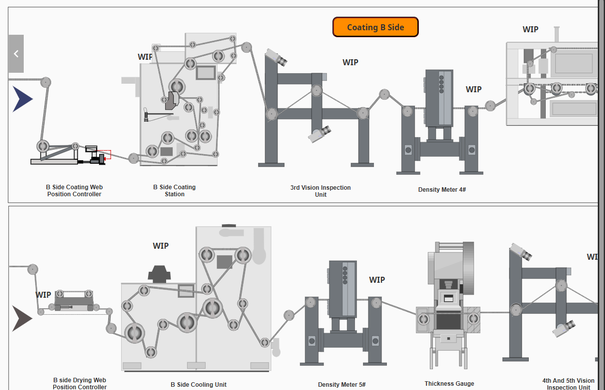 Coating B Side
WIP
WIP
WIP
WIP
B Side Coating Web
Position Controller
B Side Coating
Station
3rd Vision Inspection
Unit
Density Meter 4#
WIP
WIP
WIP
WI
B side Drying Web
Position Controller
B Side Cooling Unit
Density Meter 5#
Thickness Gauge
4th And 5th Vision
Inspection Unit